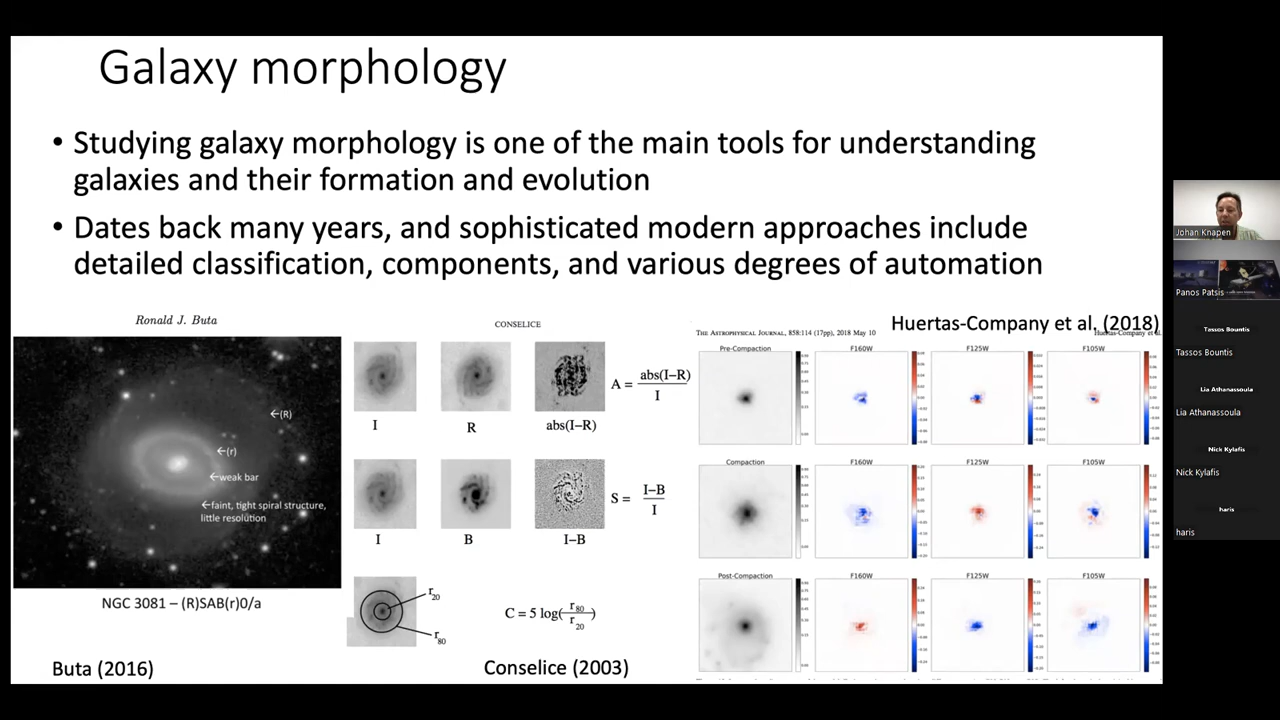 Galaxy morphology
• Studying galaxy morphology is one of the main tools for understanding
galaxies and their formation and evolution
• Dates back many years, and sophisticated modern approaches include
detailed classification, components, and various degrees of automation
Ronald J. Buta
(R)
(r)
weak bar
faint, tight spiral structure,
little resolution
NGC 3081 – (R)SAB(r)0/a
Buta (2016)
CONSELICE
I
R
abs(I–R)
A = abs(I–R)
I
I
B
I–B
S = I–B
I
r20
r80
C = 5 log(r80
r20)
Conselice (2003)
Huertas-Company et al. (2018)
THE ASTROPHYSICAL JOURNAL, 858:114 (17pp), 2018 May 10
Pre-Compaction
F160W
F125W
F105W
Compaction
F160W
F125W
F105W
Post-Compaction
F160W
F125W
F105W
Johan Knapen
Panos Patsis
Tassos Bountis
Tassos Bountis
Lia Athanassoula
Lia Athanassoula
Nick Kylafis
Nick Kylafis
haris
haris